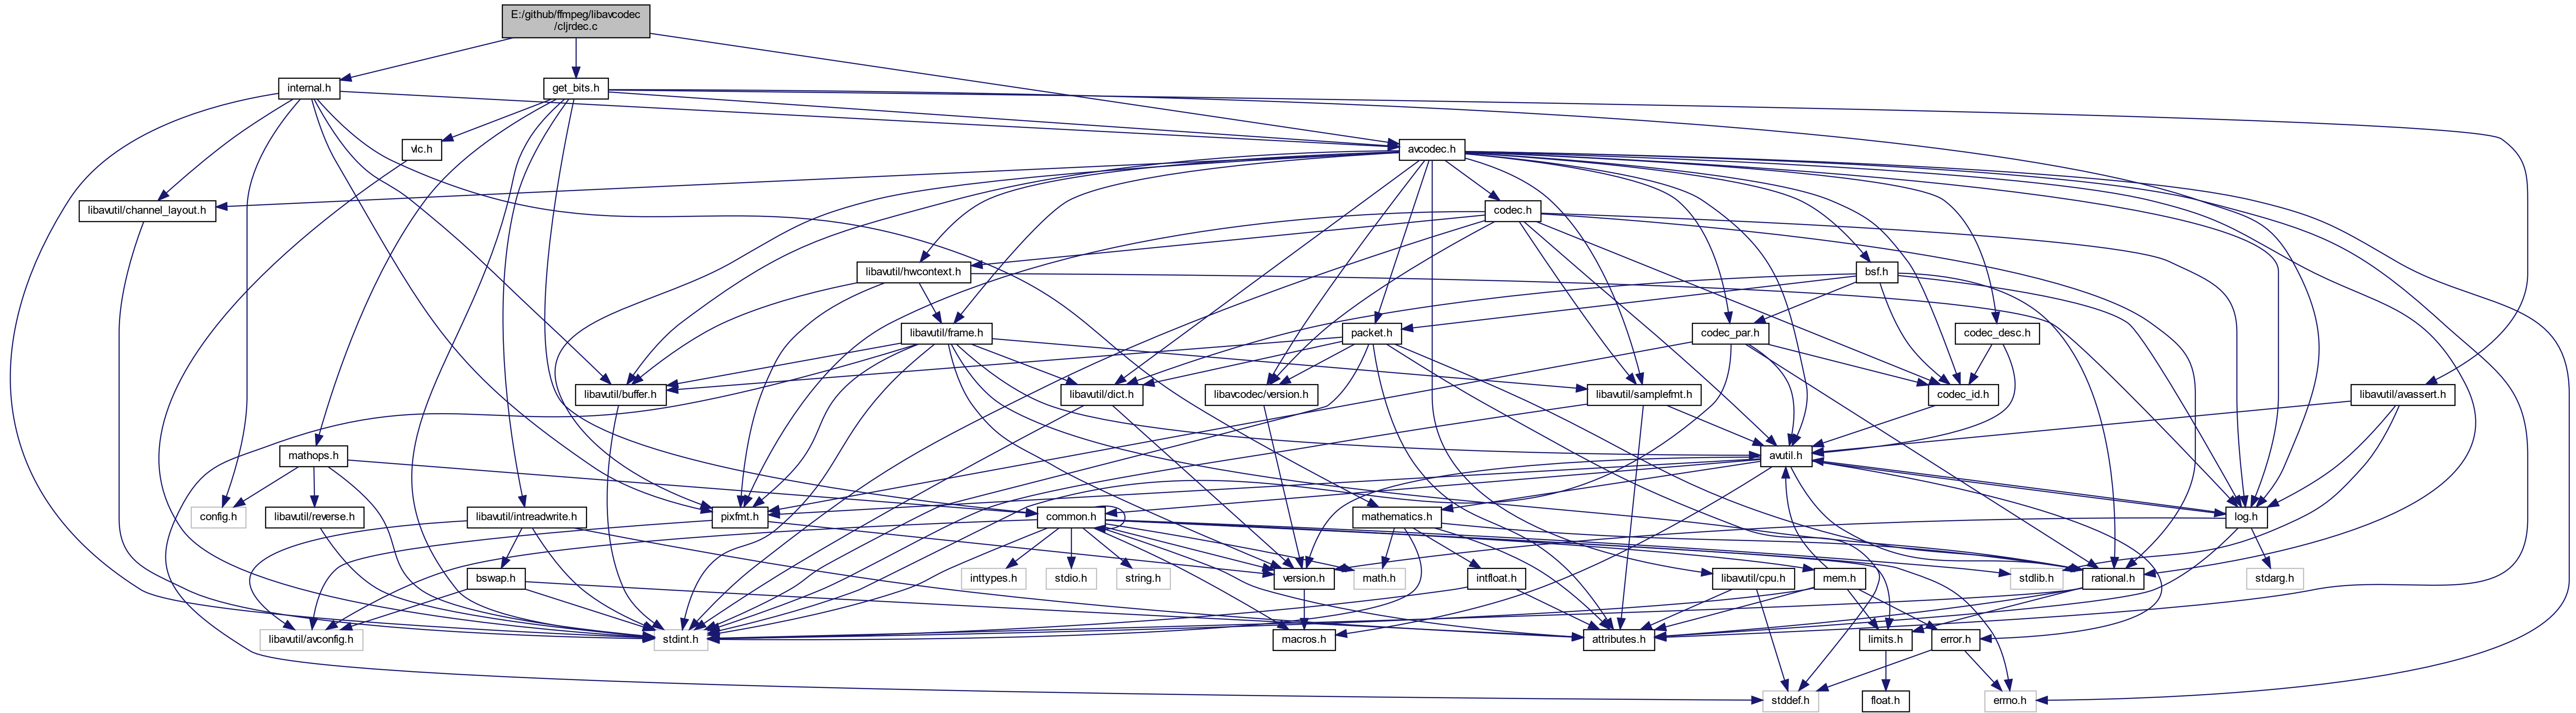 E:/github/ffmpeg/libavcodec
/cljrdec.c
internal.h
get_bits.h
vlc.h
avcodec.h
libavutil/channel_layout.h
codec.h
libavutil/hwcontext.h
bsf.h
libavutil/frame.h
packet.h
codec_par.h
codec_desc.h
libavutil/buffer.h
libavutil/dict.h
libavcodec/version.h
libavutil/samplefmt.h
codec_id.h
libavutil/avassert.h
mathops.h
avutil.h
config.h
libavutil/reverse.h
libavutil/intreadwrite.h
pixfmt.h
common.h
mathematics.h
log.h
bswap.h
inttypes.h
stdio.h
string.h
version.h
math.h
intfloat.h
libavutil/cpu.h
mem.h
stdlib.h
rational.h
stdarg.h
libavutil/avconfig.h
stdint.h
macros.h
attributes.h
limits.h
error.h
stddef.h
float.h
errno.h